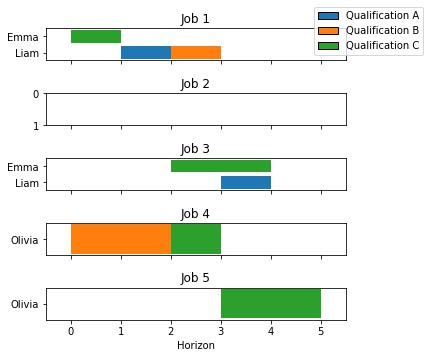 Job 1
Qualification A
Qualification B
Qualification C
Emma
Liam
Job 2
0
1
Job 3
Emma
Liam
Job 4
Olivia
Job 5
Olivia
0 1 2 3 4 5
Horizon